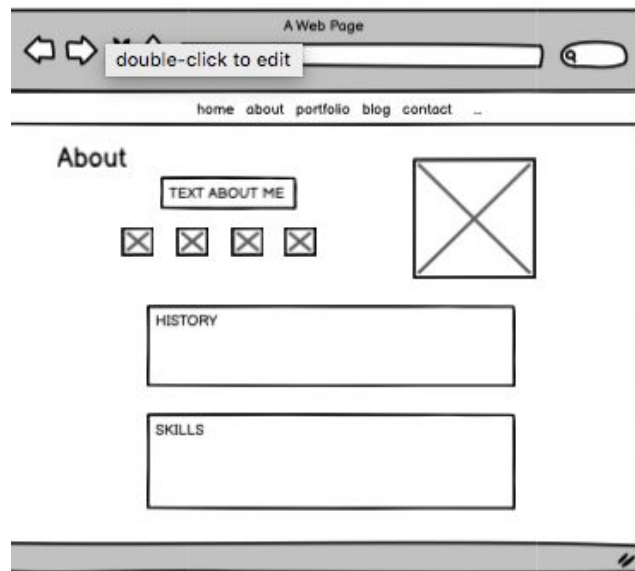 A Web Page
double-click to edit
home about portfolio blog contact ...
About
TEXT ABOUT ME
HISTORY
SKILLS